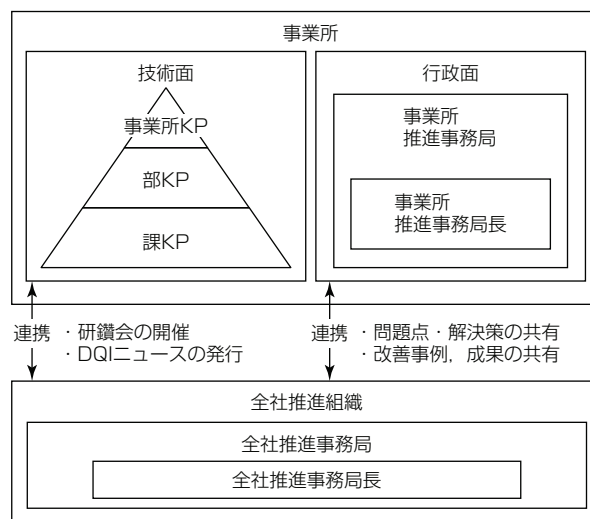 事業所
技術面
事業所KP
部KP
課KP
行政面
事業所
推進事務局
事業所
推進事務局長
連携 ・研鑽会の開催
・DQIニュースの発行
連携 ・問題点・解決策の共有
・改善事例，成果の共有
全社推進組織
全社推進事務局
全社推進事務局長